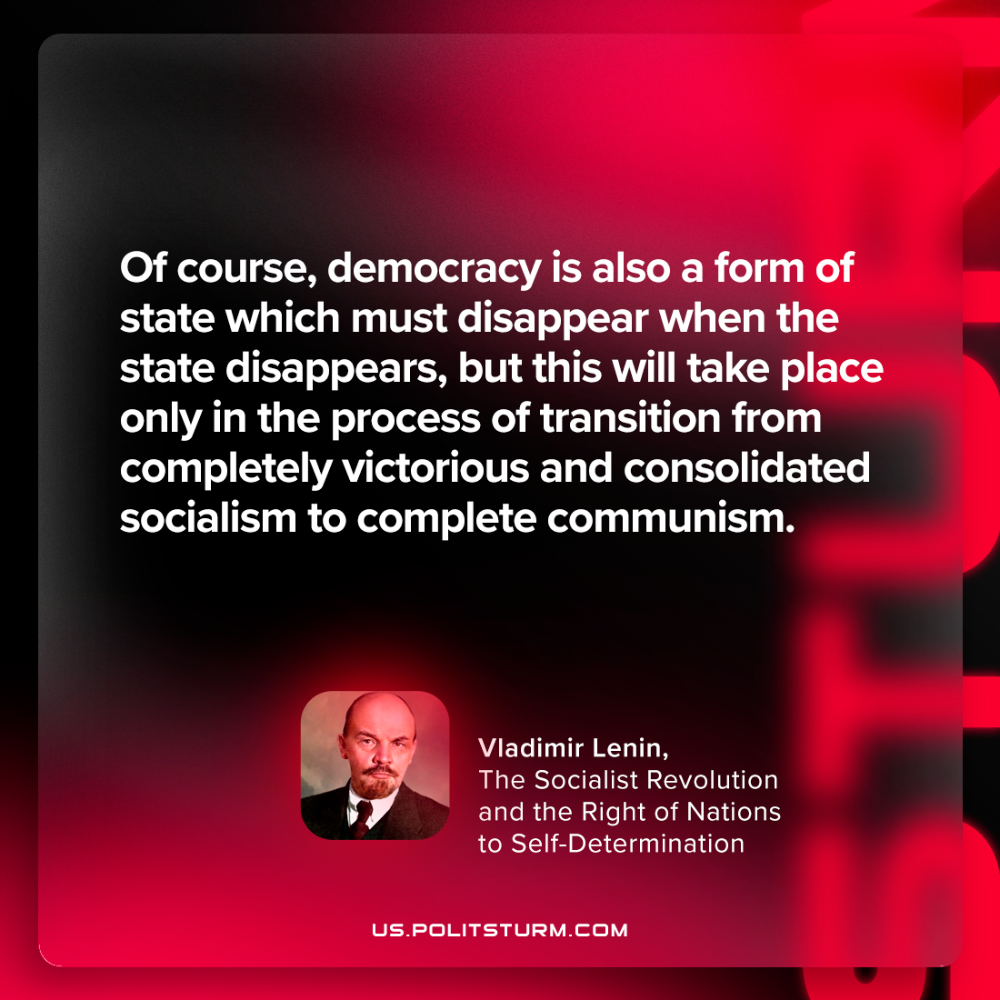 Of course, democracy is also a form of
state which must disappear when the
state disappears, but this will take place
only in the process of transition from
completely victorious and consolidated
socialism to complete communism.
Vladimir Lenin,
The Socialist Revolution
and the Right of Nations
to Self-Determination
US.POLITSTURM.COM